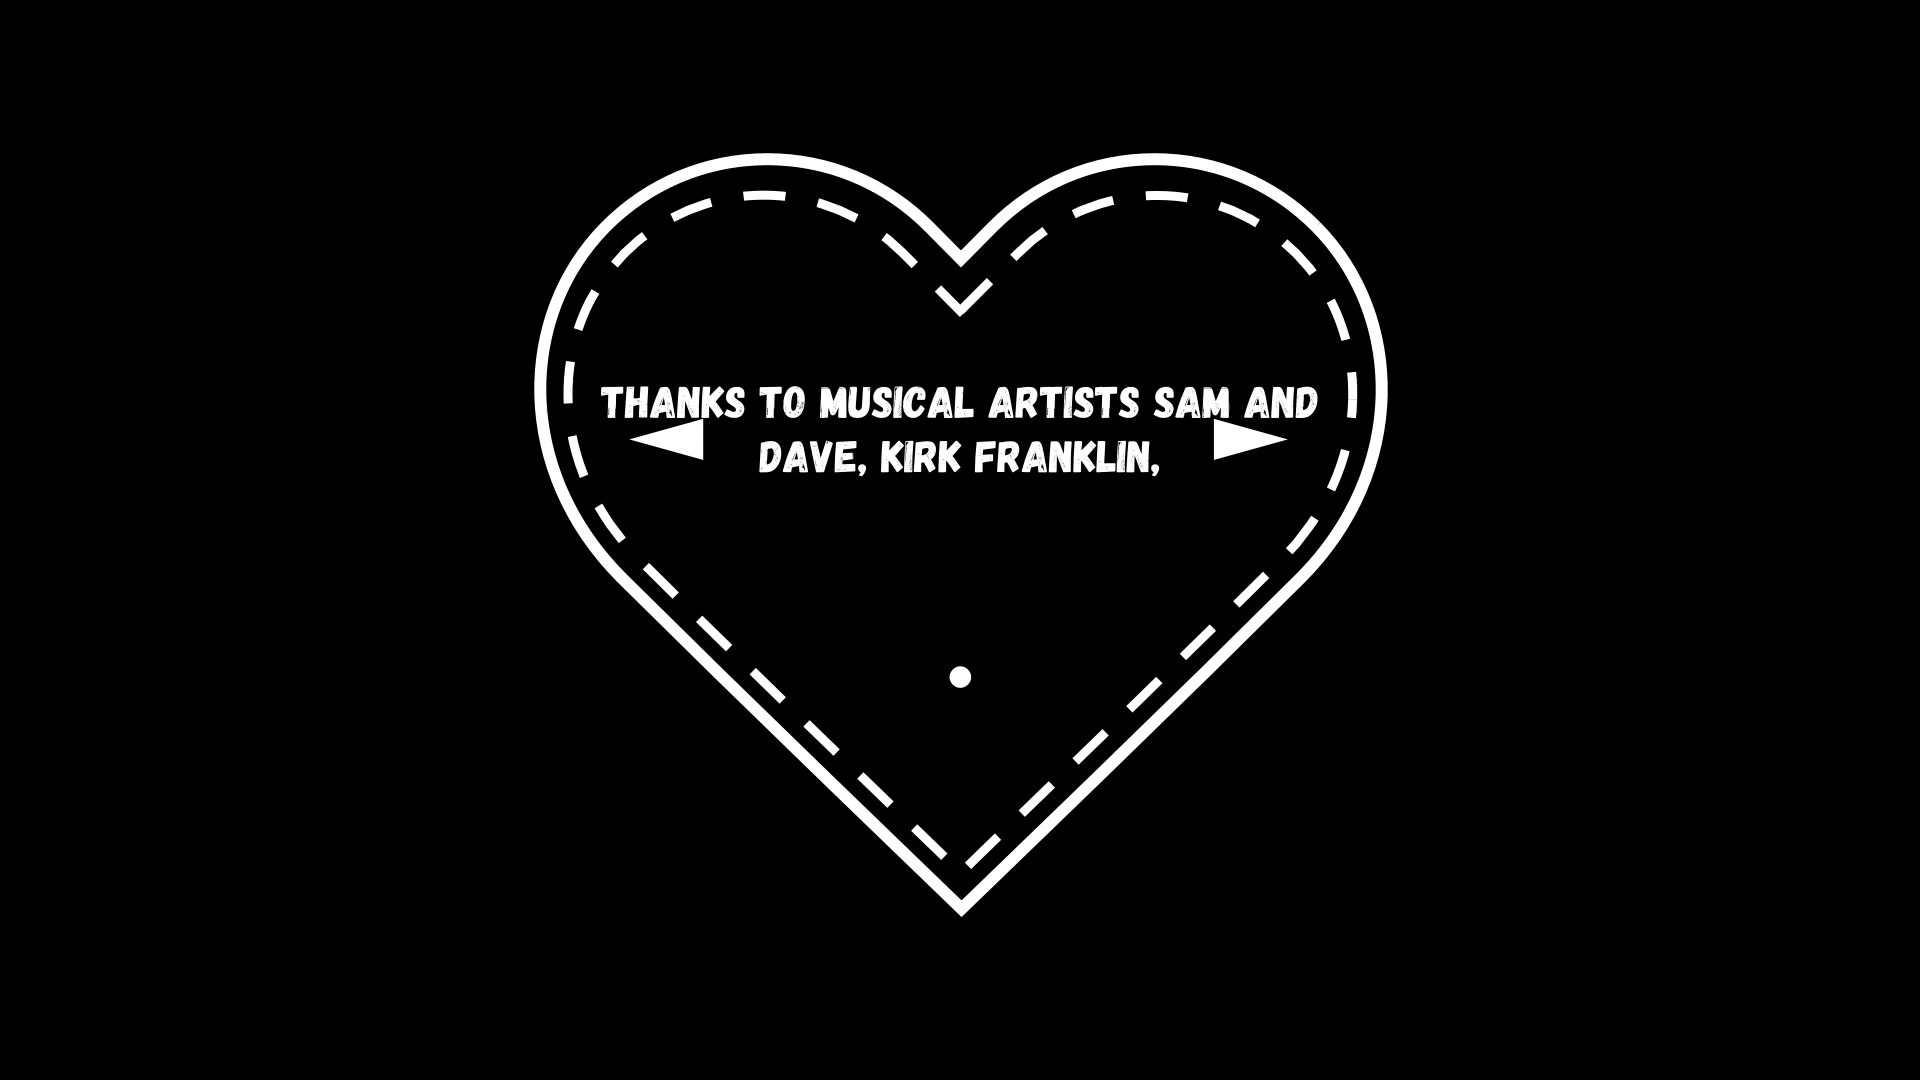 THANKS TO MUSICAL ARTISTS SAM AND
DAVE, KIRK FRANKLIN,